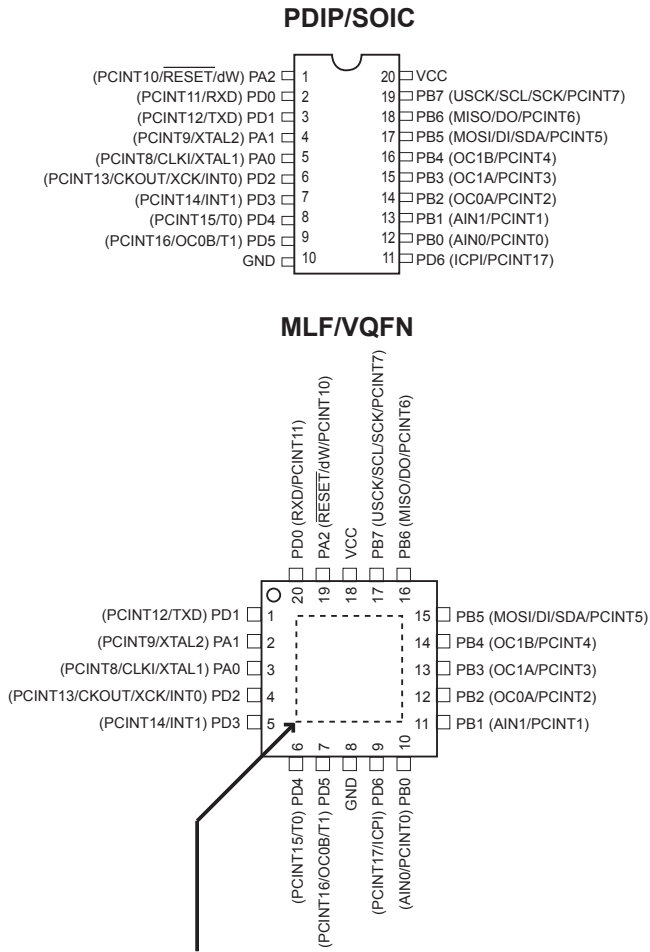 PDIP/SOIC
(PCINT10/RESET/dW) PA2 1 20 VCC
(PCINT11/RXD) PD0 2 19 PB7 (USCK/SCL/SCK/PCINT7)
(PCINT12/TXD) PD1 3 18 PB6 (MISO/DO/PCINT6)
(PCINT9/XTAL2) PA1 4 17 PB5 (MOSI/DI/SDA/PCINT5)
(PCINT8/CLKI/XTAL1) PA0 5 16 PB4 (OC1B/PCINT4)
(PCINT13/CKOUT/XCK/INT0) PD2 6 15 PB3 (OC1A/PCINT3)
(PCINT14/INT1) PD3 7 14 PB2 (OC0A/PCINT2)
(PCINT15/T0) PD4 8 13 PB1 (AIN1/PCINT1)
(PCINT16/OC0B/T1) PD5 9 12 PB0 (AIN0/PCINT0)
GND 10 11 PD6 (ICPI/PCINT17)
MLF/VQFN
PD0 (RXD/PCINT11)
PA2 (RESET/dW/PCINT10)
VCC
PB7 (USCK/SCL/SCK/PCINT7)
PB6 (MISO/DO/PCINT6)
20 19 18 17 16
(PCINT12/TXD) PD1 1 15 PB5 (MOSI/DI/SDA/PCINT5)
(PCINT9/XTAL2) PA1 2 14 PB4 (OC1B/PCINT4)
(PCINT8/CLKI/XTAL1) PA0 3 13 PB3 (OC1A/PCINT3)
(PCINT13/CKOUT/XCK/INT0) PD2 4 12 PB2 (OC0A/PCINT2)
(PCINT14/INT1) PD3 5 11 PB1 (AIN1/PCINT1)
6 7 8 9 10
(PCINT15/T0) PD4
(PCINT16/OC0B/T1) PD5
GND
(PCINT17/ICPI) PD6
(AIN0/PCINT0) PB0